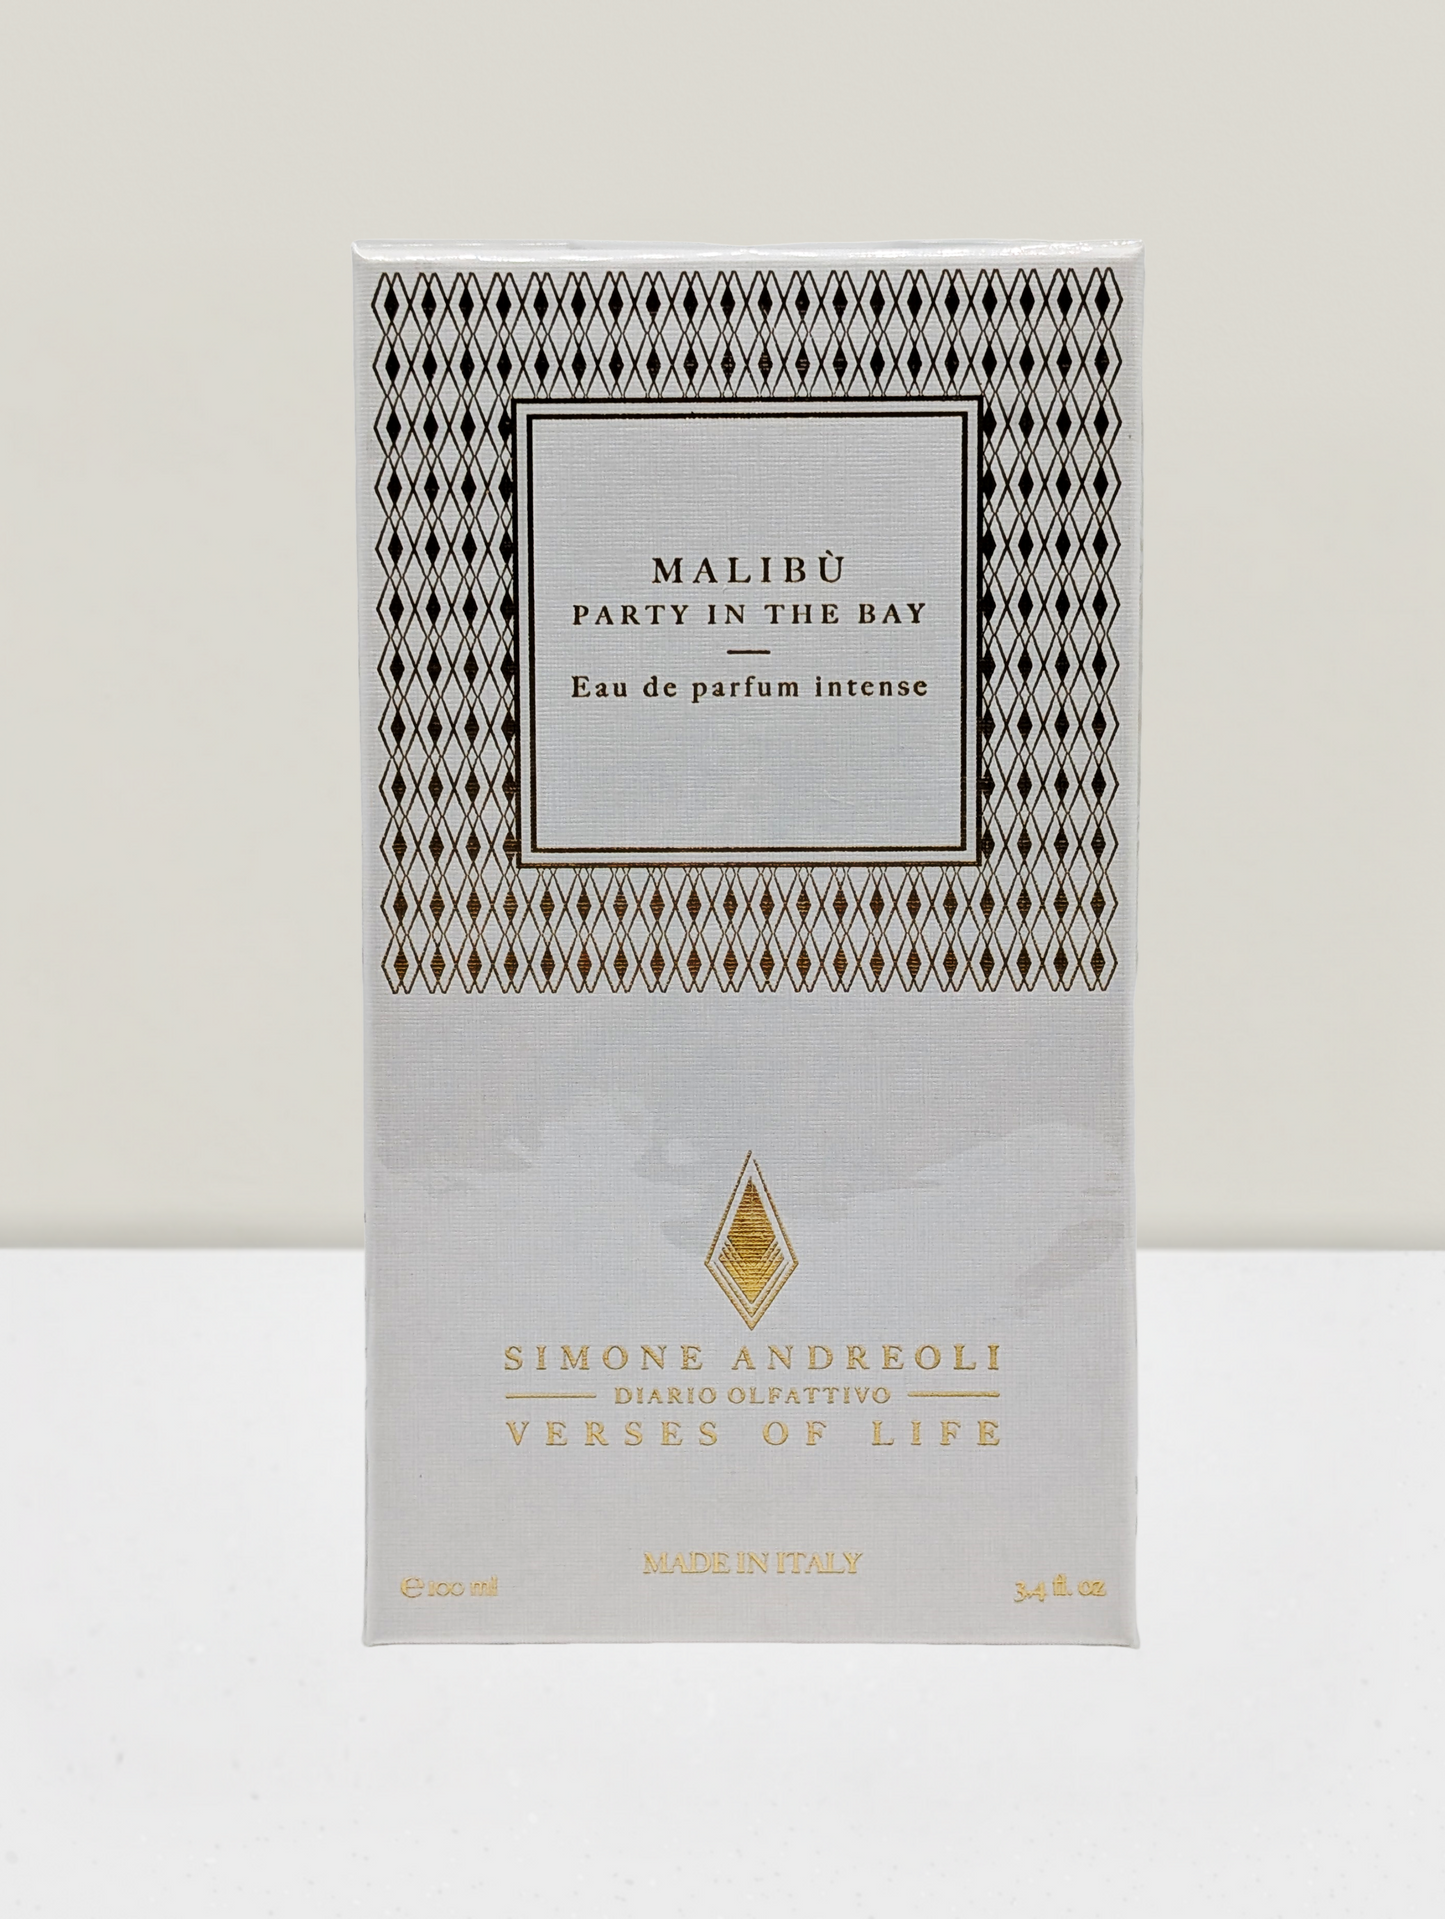 MALIBÙ
PARTY IN THE BAY
Eau de parfum intense
SIMONE ANDREOLI
DIARIO OLFATTIVO
VERSES OF LIFE
MADE IN ITALY
℮ 100 ml
3.4 fl. oz